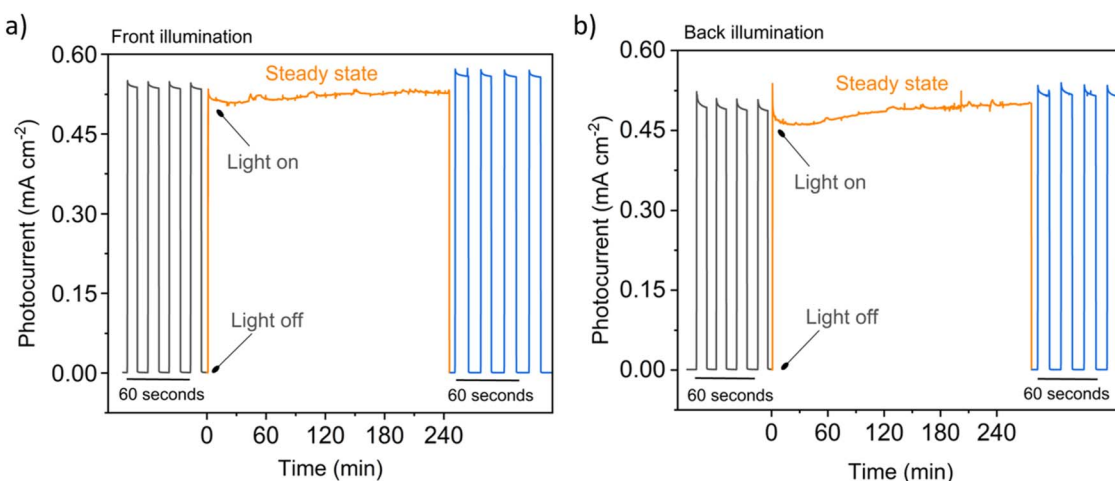 a)
Front illumination
0.60
0.45
0.30
0.15
0.00
Photocurrent (mA cm-2)
Steady state
Light on
Light off
60 seconds
60 seconds
0 60 120 180 240
Time (min)
b)
Back illumination
0.60
0.45
0.30
0.15
0.00
Photocurrent (mA cm-2)
Steady state
Light on
Light off
60 seconds
60 seconds
0 60 120 180 240
Time (min)